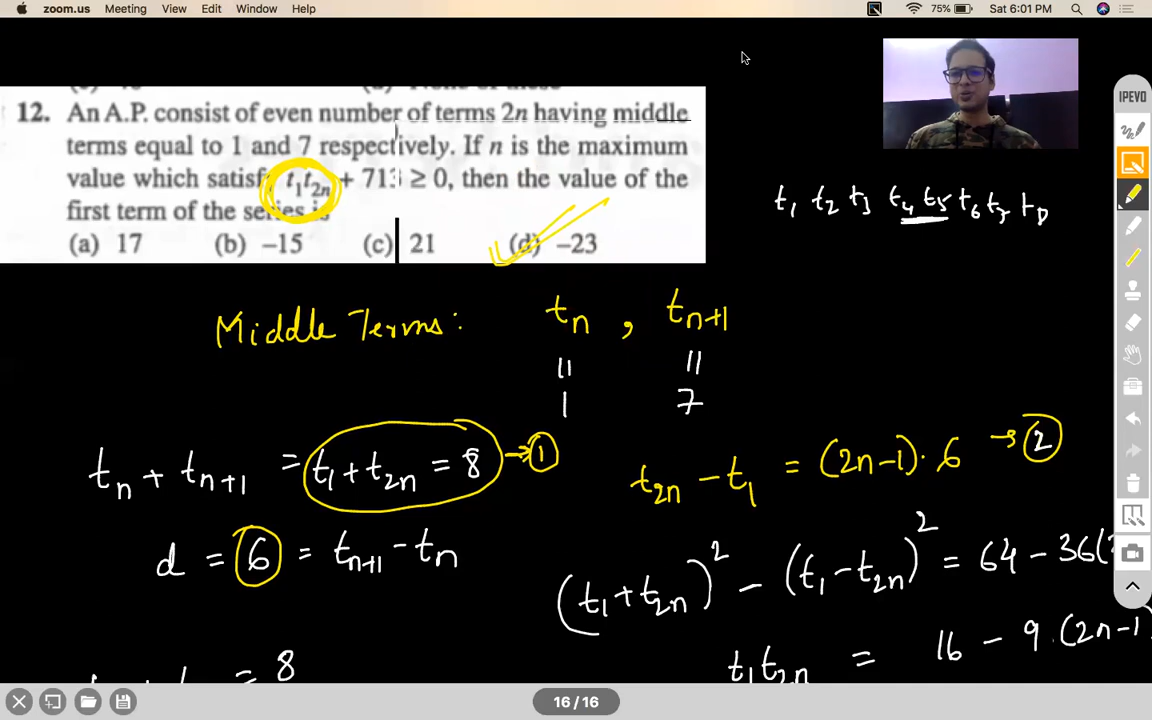 zoom.us Meeting View Edit Window Help 75% Sat 6:01 PM
IPEVO
12. An A.P. consist of even number of terms 2n having middle
terms equal to 1 and 7 respectively. If n is the maximum
value which satisf t₁t₂ₙ + 713 ≥ 0, then the value of the
first term of the series is
(a) 17 (b) –15 (c) 21 (d) –23
t₁ t₂ t₃ t₄ t₅ t₆ t₇ t₈
Middle Terms: tₙ , tₙ₊₁
|| ||
1 7
tₙ + tₙ₊₁ = t₁ + t₂ₙ = 8 → 1
t₂ₙ – t₁ = (2n–1)·6 → 2
d = 6 = tₙ₊₁ – tₙ
(t₁+t₂ₙ)² – (t₁–t₂ₙ)² = 64 – 36(
t₁t₂ₙ = 16 – 9·(2n–1)
= 8
16/16